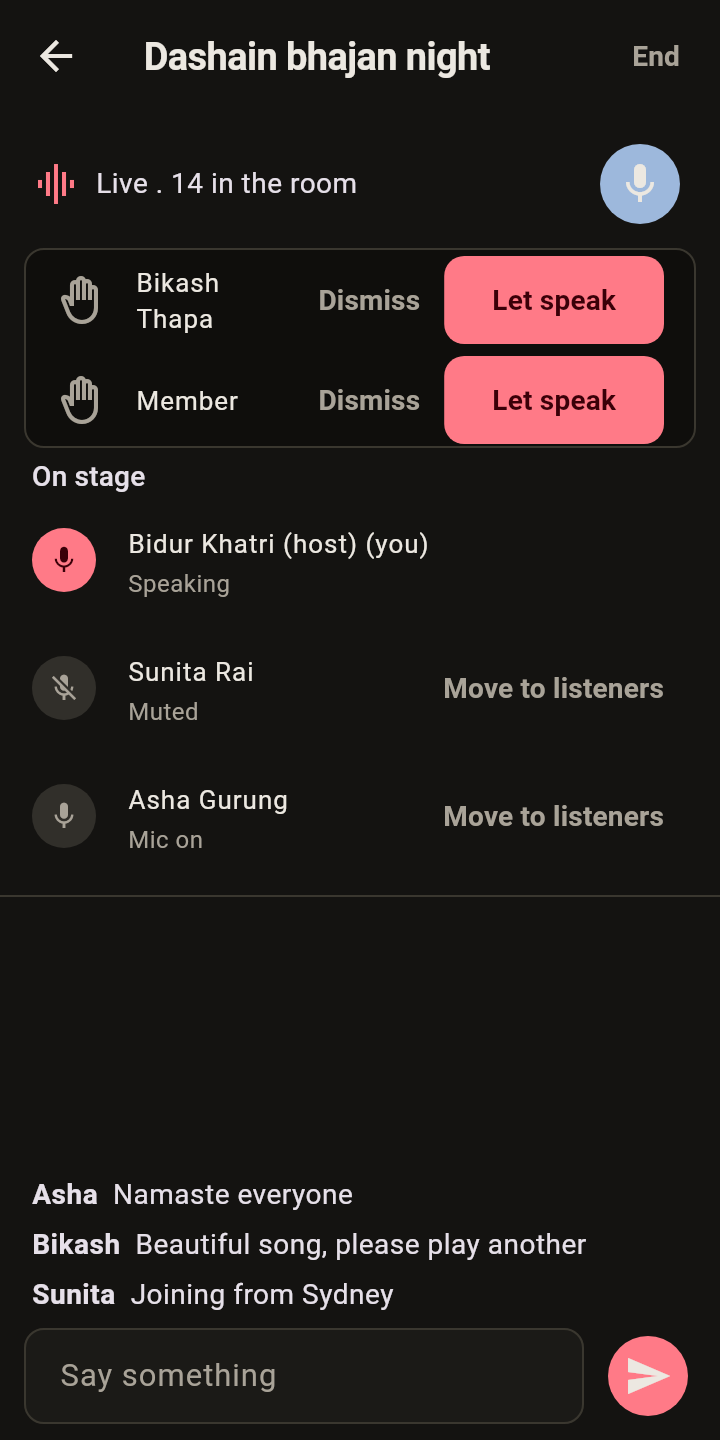 Dashain bhajan night
End
Live . 14 in the room
Bikash
Thapa
Dismiss
Let speak
Member
Dismiss
Let speak
On stage
Bidur Khatri (host) (you)
Speaking
Sunita Rai
Muted
Move to listeners
Asha Gurung
Mic on
Move to listeners
Asha Namaste everyone
Bikash Beautiful song, please play another
Sunita Joining from Sydney
Say something